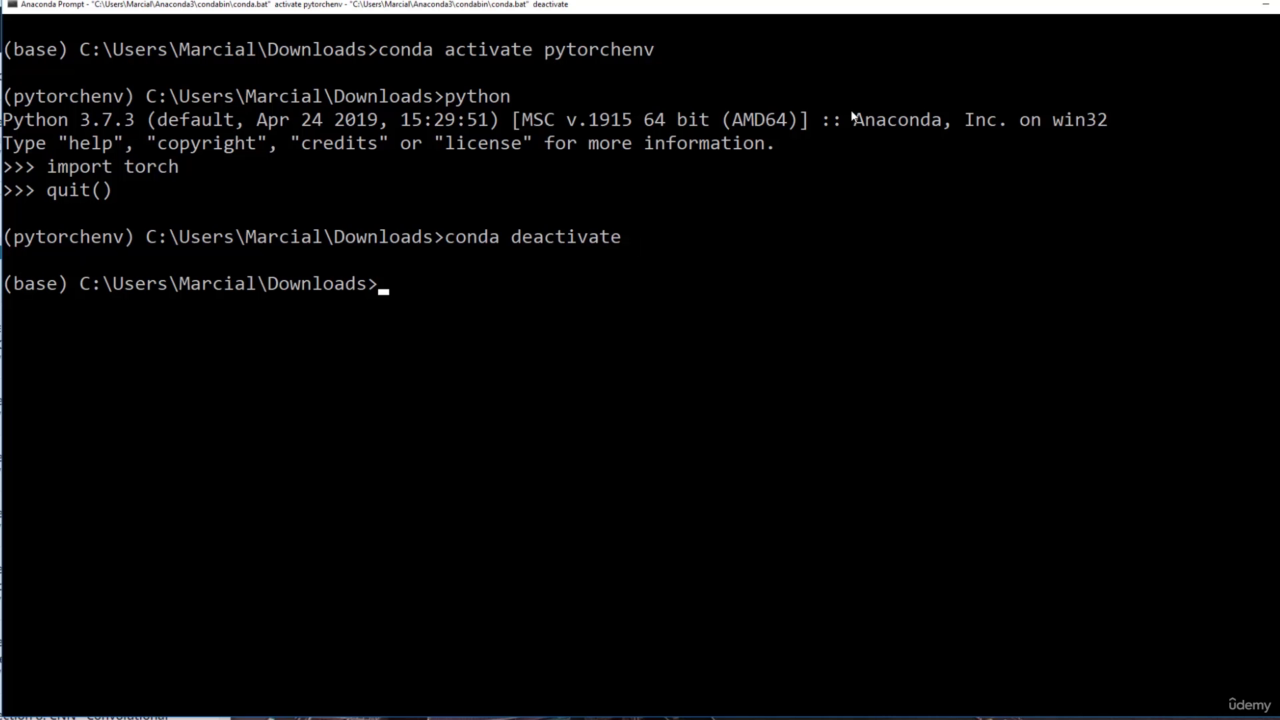 Anaconda Prompt - "C:\Users\Marcial\Anaconda3\condabin\conda.bat" activate pytorchenv - "C:\Users\Marcial\Anaconda3\condabin\conda.bat" deactivate
(base) C:\Users\Marcial\Downloads>conda activate pytorchenv
(pytorchenv) C:\Users\Marcial\Downloads>python
Python 3.7.3 (default, Apr 24 2019, 15:29:51) [MSC v.1915 64 bit (AMD64)] :: Anaconda, Inc. on win32
Type "help", "copyright", "credits" or "license" for more information.
>>> import torch
>>> quit()
(pytorchenv) C:\Users\Marcial\Downloads>conda deactivate
(base) C:\Users\Marcial\Downloads>
ûdemy